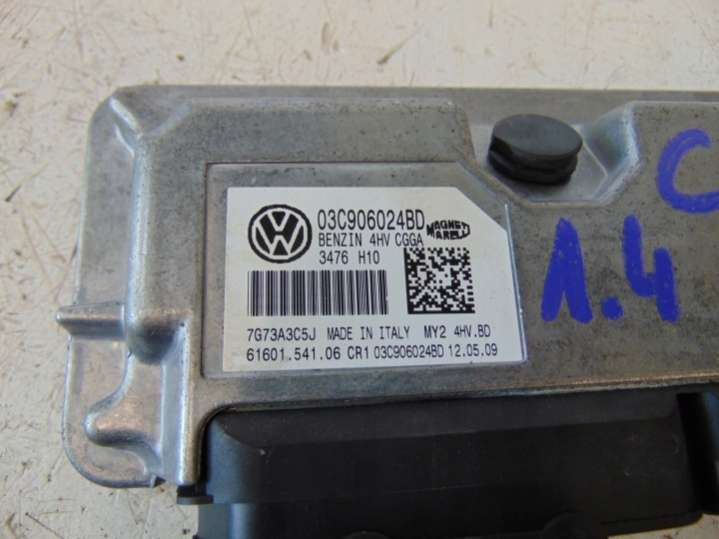 03C906024BD
BENZIN 4HV CGGA
MAGNETI MARELLI
3476 H10
7G73A3C5J MADE IN ITALY MY2 4HV.BD
61601.541.06 CR1 03C906024BD 12.05.09
C
1.4